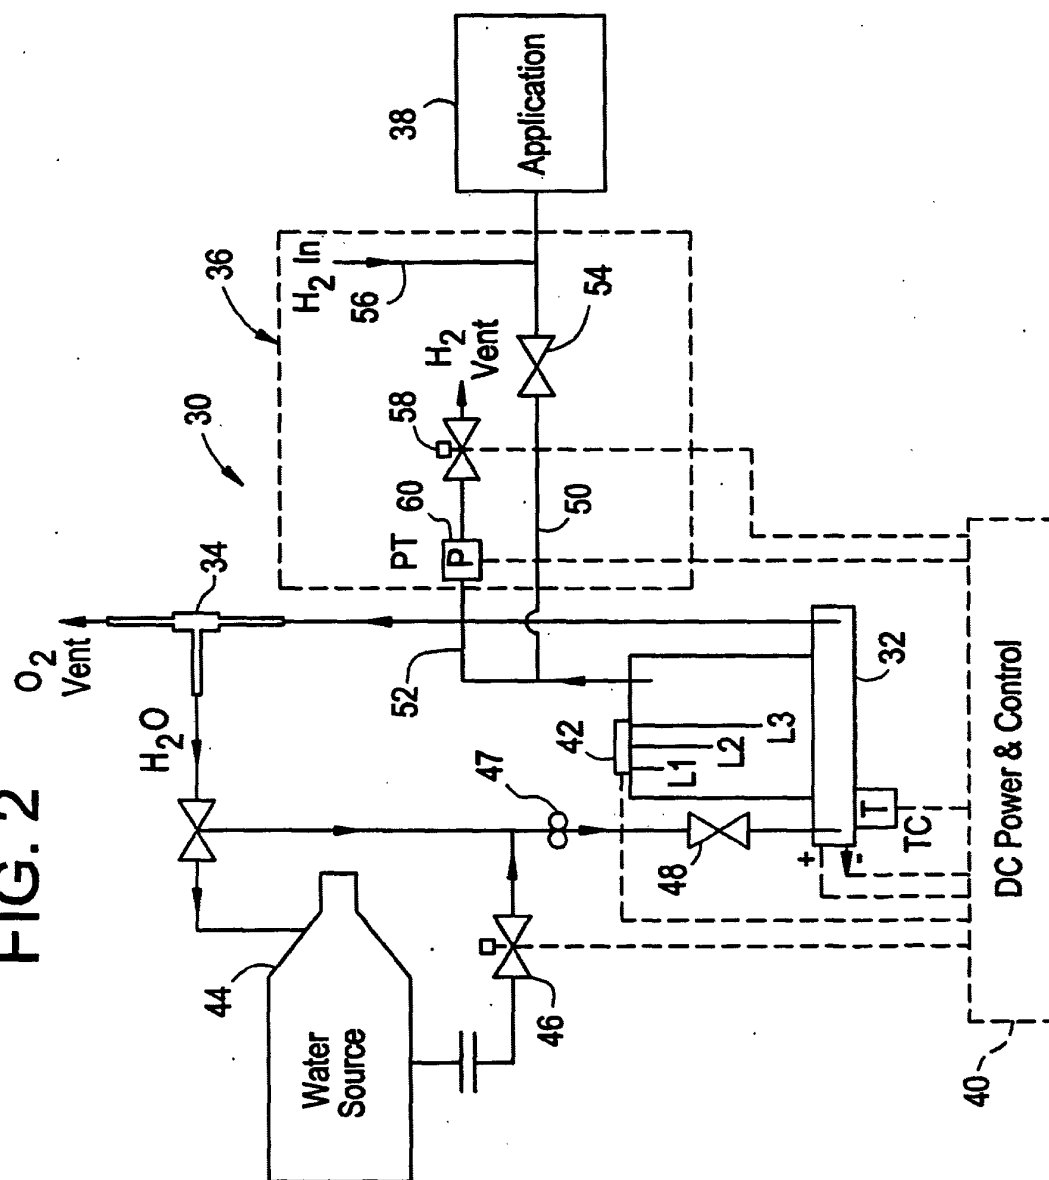 FIG. 2
30
36
38
Application
H2 In
56
54
H2
Vent
58
60
PT
P
50
52
34
O2
Vent
H2O
44
Water
Source
46
47
48
42
L1
L2
L3
32
T
TC
+
-
DC Power & Control
40